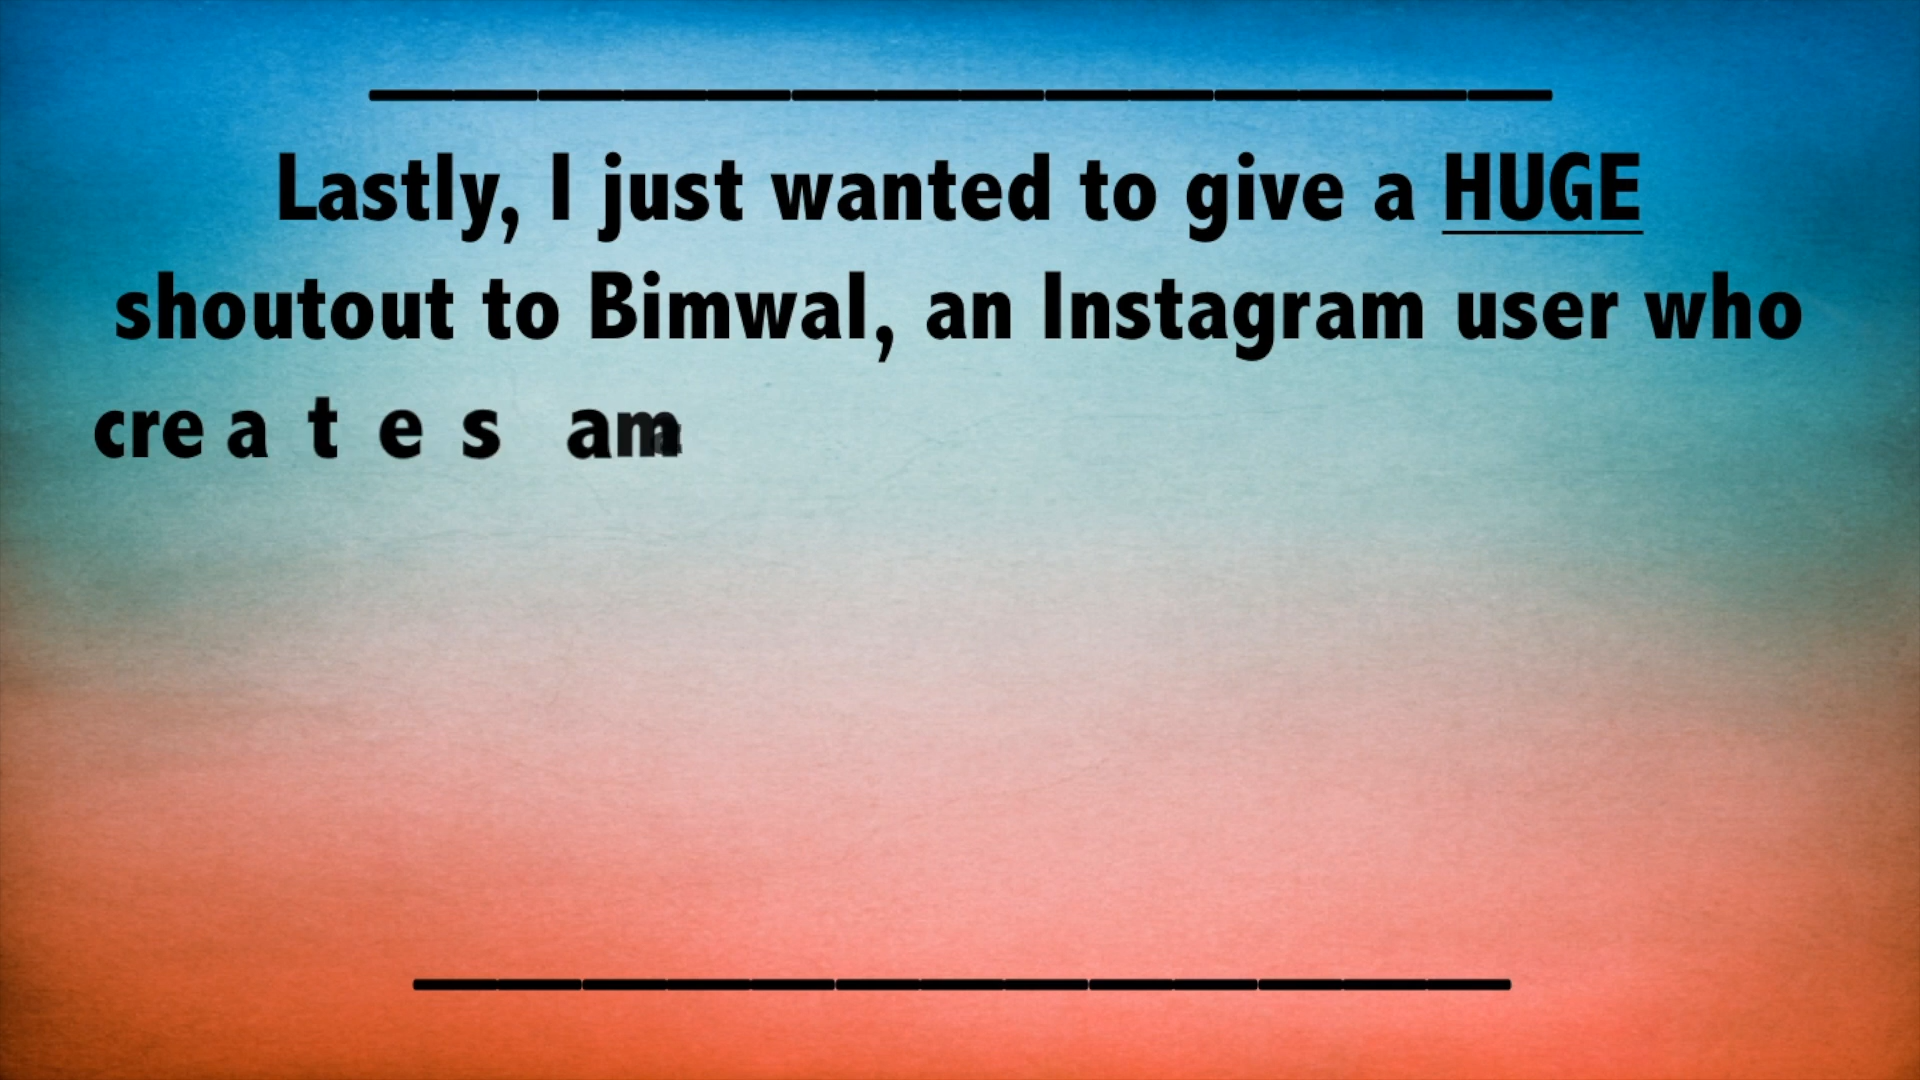 Lastly, I just wanted to give a HUGE
shoutout to Bimwal, an Instagram user who
creates am